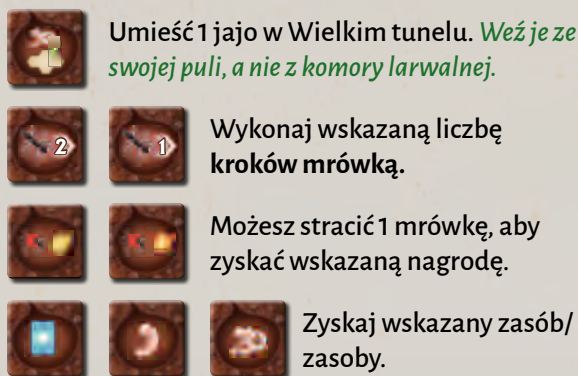 Umieść 1 jajo w Wielkim tunelu. Weź je ze
swojej puli, a nie z komory larwalnej.
2 1 Wykonaj wskazaną liczbę
kroków mrówką.
Możesz stracić 1 mrówkę, aby
zyskać wskazaną nagrodę.
Zyskaj wskazany zasób/
zasoby.